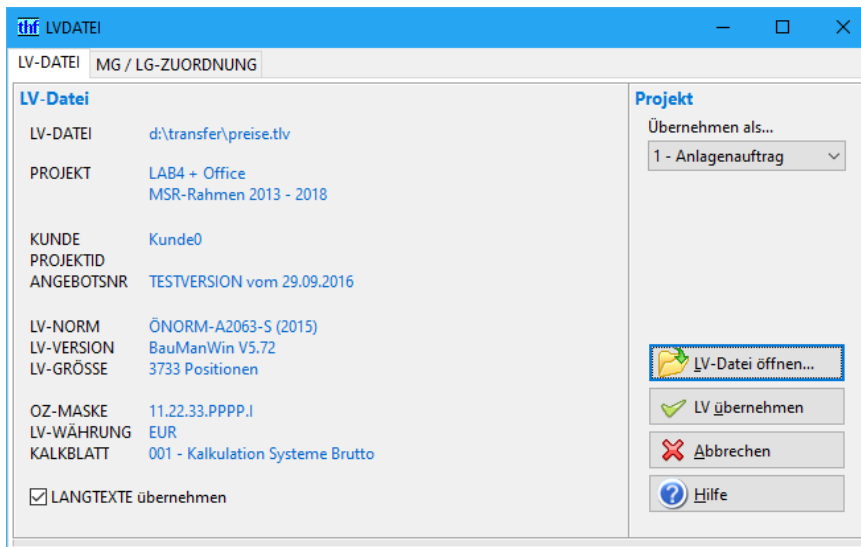 thf LVDATEI
LV-DATEI MG / LG-ZUORDNUNG
LV-Datei
LV-DATEI d:\transfer\preise.tlv
PROJEKT LAB4 + Office
MSR-Rahmen 2013 - 2018
KUNDE Kunde0
PROJEKTID
ANGEBOTSNR TESTVERSION vom 29.09.2016
LV-NORM ÖNORM-A2063-S (2015)
LV-VERSION BauManWin V5.72
LV-GRÖSSE 3733 Positionen
OZ-MASKE 11.22.33.PPPP.I
LV-WÄHRUNG EUR
KALKBLATT 001 - Kalkulation Systeme Brutto
LANGTEXTE übernehmen
Projekt
Übernehmen als...
1 - Anlagenauftrag
LV-Datei öffnen...
LV übernehmen
Abbrechen
Hilfe